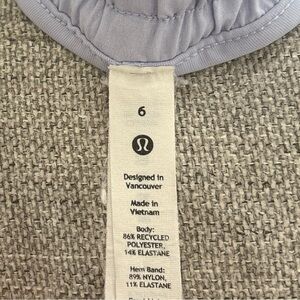 6
Designed in
Vancouver
Made in
Vietnam
Body:
86% RECYCLED
POLYESTER,
14% ELASTANE
Hem Band:
89% NYLON,
11% ELASTANE